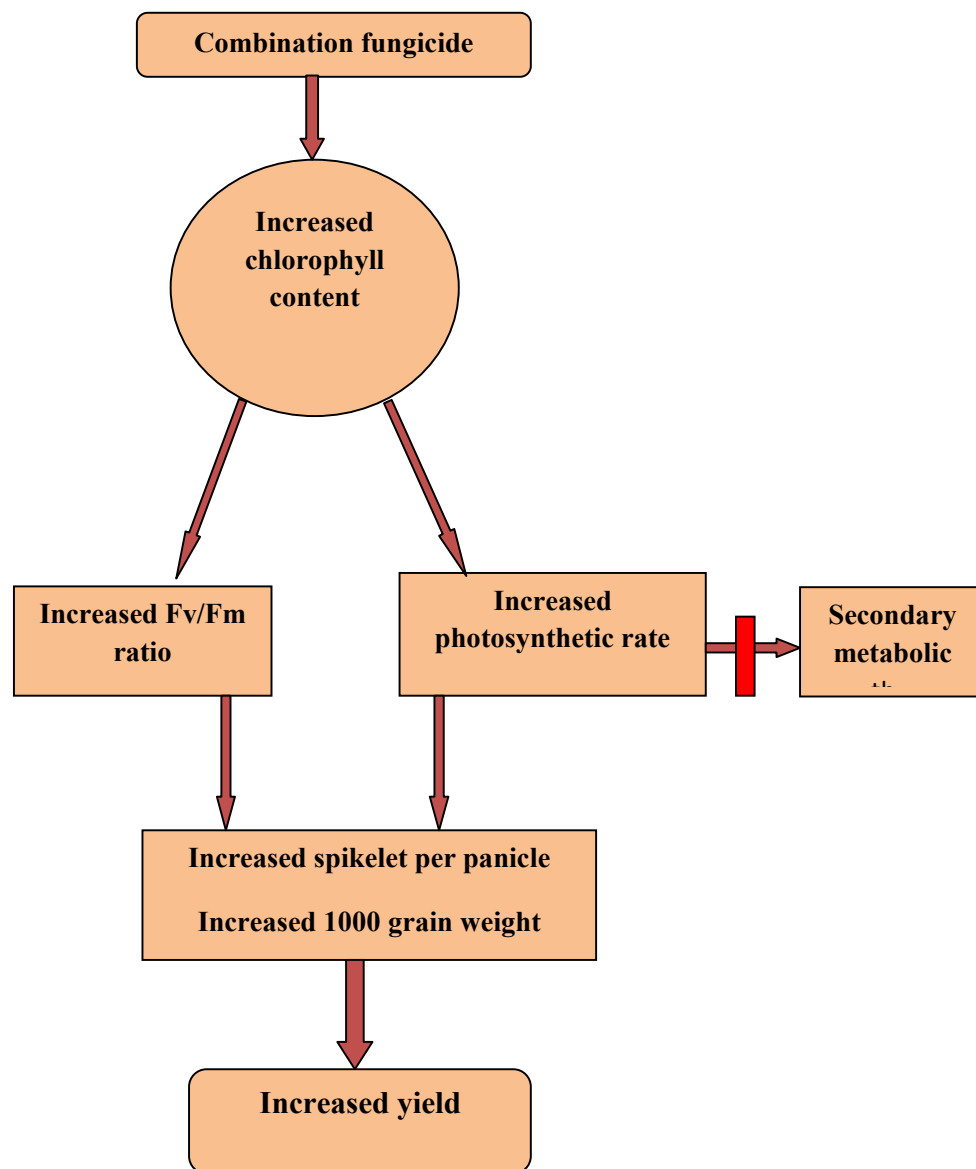 Combination fungicide
Increased
chlorophyll
content
Increased Fv/Fm
ratio
Increased
photosynthetic rate
Secondary
metabolic
Increased spikelet per panicle
Increased 1000 grain weight
Increased yield